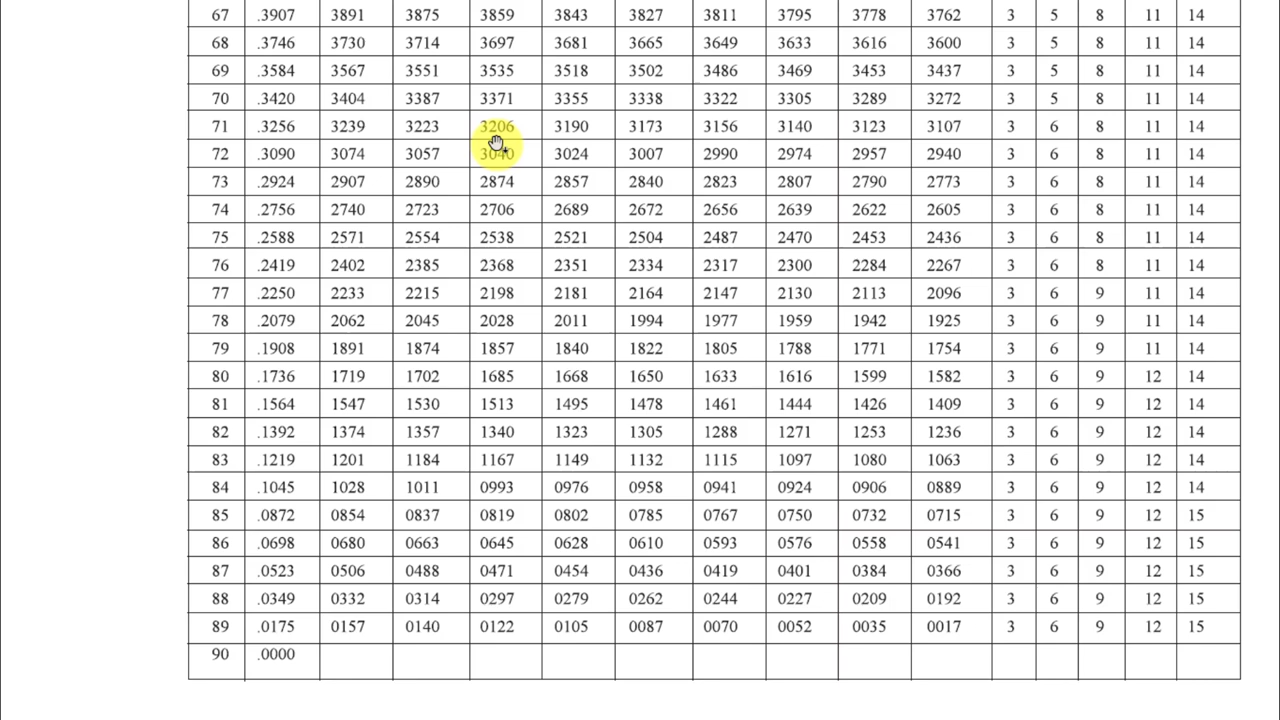 67 .3907 3891 3875 3859 3843 3827 3811 3795 3778 3762 3 5 8 11 14
68 .3746 3730 3714 3697 3681 3665 3649 3633 3616 3600 3 5 8 11 14
69 .3584 3567 3551 3535 3518 3502 3486 3469 3453 3437 3 5 8 11 14
70 .3420 3404 3387 3371 3355 3338 3322 3305 3289 3272 3 5 8 11 14
71 .3256 3239 3223 3206 3190 3173 3156 3140 3123 3107 3 6 8 11 14
72 .3090 3074 3057 3040 3024 3007 2990 2974 2957 2940 3 6 8 11 14
73 .2924 2907 2890 2874 2857 2840 2823 2807 2790 2773 3 6 8 11 14
74 .2756 2740 2723 2706 2689 2672 2656 2639 2622 2605 3 6 8 11 14
75 .2588 2571 2554 2538 2521 2504 2487 2470 2453 2436 3 6 8 11 14
76 .2419 2402 2385 2368 2351 2334 2317 2300 2284 2267 3 6 8 11 14
77 .2250 2233 2215 2198 2181 2164 2147 2130 2113 2096 3 6 9 11 14
78 .2079 2062 2045 2028 2011 1994 1977 1959 1942 1925 3 6 9 11 14
79 .1908 1891 1874 1857 1840 1822 1805 1788 1771 1754 3 6 9 11 14
80 .1736 1719 1702 1685 1668 1650 1633 1616 1599 1582 3 6 9 12 14
81 .1564 1547 1530 1513 1495 1478 1461 1444 1426 1409 3 6 9 12 14
82 .1392 1374 1357 1340 1323 1305 1288 1271 1253 1236 3 6 9 12 14
83 .1219 1201 1184 1167 1149 1132 1115 1097 1080 1063 3 6 9 12 14
84 .1045 1028 1011 0993 0976 0958 0941 0924 0906 0889 3 6 9 12 14
85 .0872 0854 0837 0819 0802 0785 0767 0750 0732 0715 3 6 9 12 15
86 .0698 0680 0663 0645 0628 0610 0593 0576 0558 0541 3 6 9 12 15
87 .0523 0506 0488 0471 0454 0436 0419 0401 0384 0366 3 6 9 12 15
88 .0349 0332 0314 0297 0279 0262 0244 0227 0209 0192 3 6 9 12 15
89 .0175 0157 0140 0122 0105 0087 0070 0052 0035 0017 3 6 9 12 15
90 .0000